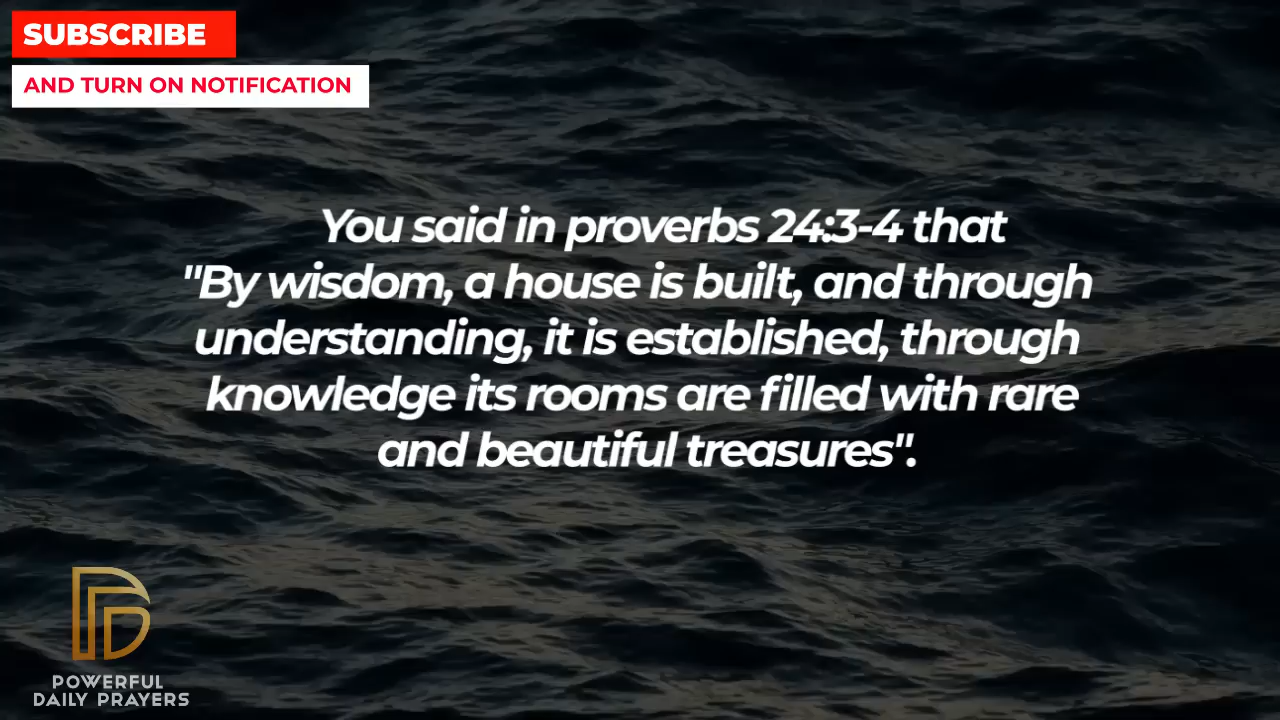 SUBSCRIBE
AND TURN ON NOTIFICATION
You said in proverbs 24:3-4 that
"By wisdom, a house is built, and through
understanding, it is established, through
knowledge its rooms are filled with rare
and beautiful treasures".
POWERFUL
DAILY PRAYERS